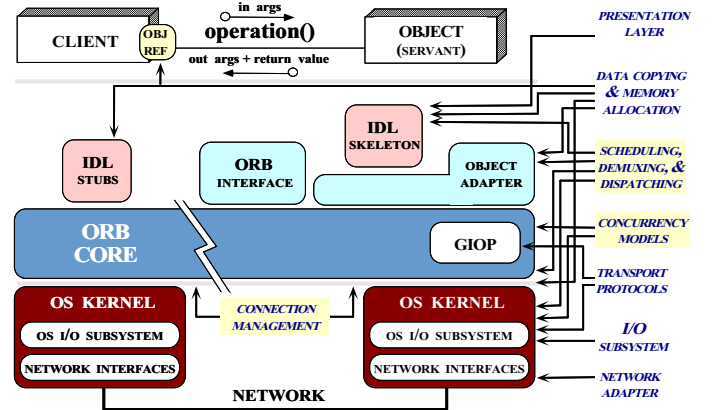 in args
operation()
CLIENT
OBJ
REF
OBJECT
(SERVANT)
out args + return value
PRESENTATION
LAYER
DATA COPYING
& MEMORY
ALLOCATION
IDL
STUBS
ORB
INTERFACE
IDL
SKELETON
OBJECT
ADAPTER
SCHEDULING,
DEMUXING, &
DISPATCHING
ORB
CORE
GIOP
CONCURRENCY
MODELS
TRANSPORT
PROTOCOLS
OS KERNEL
OS I/O SUBSYSTEM
NETWORK INTERFACES
CONNECTION
MANAGEMENT
OS KERNEL
OS I/O SUBSYSTEM
NETWORK INTERFACES
I/O
SUBSYSTEM
NETWORK
ADAPTER
NETWORK